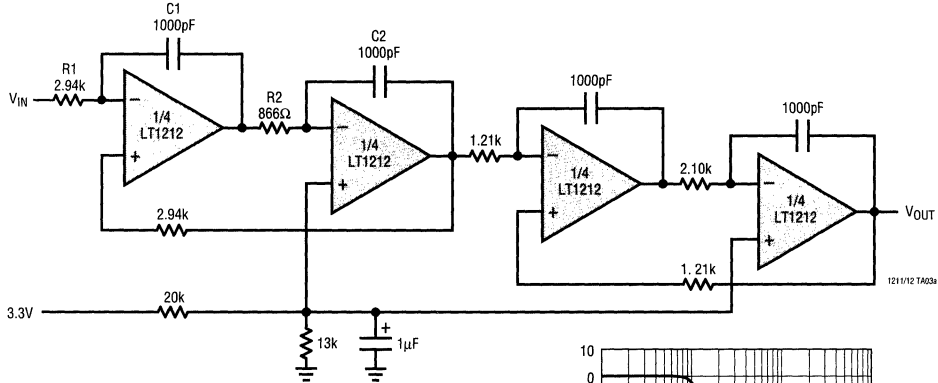 C1
1000pF
C2
1000pF
1000pF
1000pF
R1
2.94k
VIN
R2
866Ω
1/4
LT1212
1/4
LT1212
1.21k
1/4
LT1212
2.10k
1/4
LT1212
VOUT
2.94k
1.21k
1211/12 TA03a
3.3V
20k
13k
+
1µF
10
0